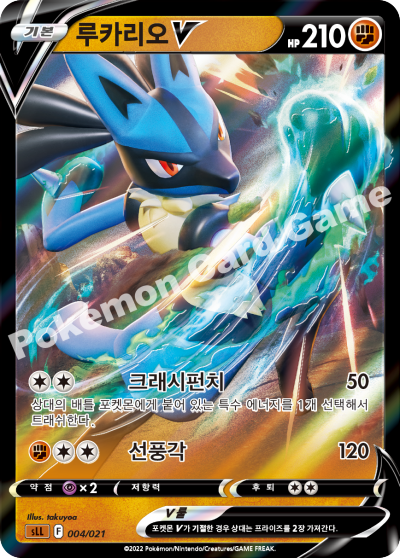 기본 루카리오V HP210
Pokémon Card Game
크래시펀치 50
상대의 배틀 포켓몬에게 붙어 있는 특수 에너지를 1개 선택해서
트래쉬한다.
선풍각 120
약점 ×2 저항력 후퇴
Illus. takuyoa
sLL F 004/021
V룰
포켓몬V가 기절한 경우 상대는 프라이즈를 2장 가져간다.
©2022 Pokémon/Nintendo/Creatures/GAME FREAK.